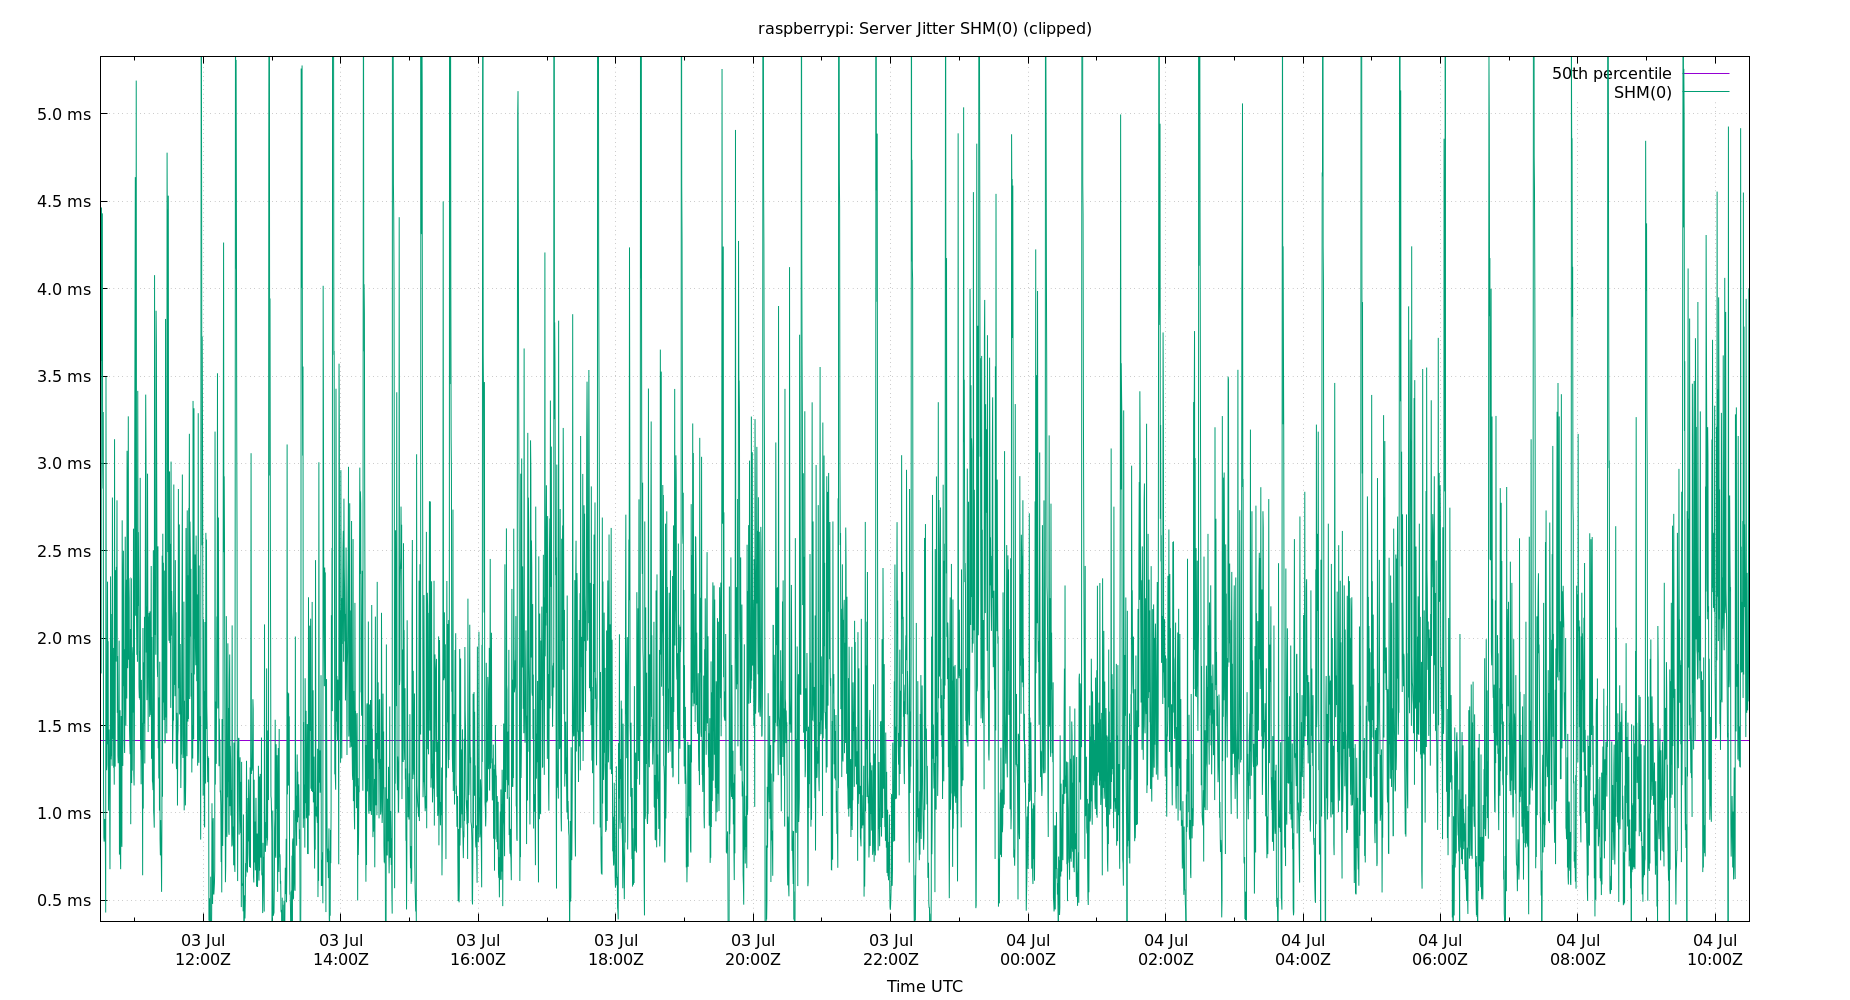 raspberrypi: Server Jitter SHM(0) (clipped)
50th percentile
SHM(0)
5.0 ms
4.5 ms
4.0 ms
3.5 ms
3.0 ms
2.5 ms
2.0 ms
1.5 ms
1.0 ms
0.5 ms
03 Jul 03 Jul 03 Jul 03 Jul 03 Jul 03 Jul 04 Jul 04 Jul 04 Jul 04 Jul 04 Jul 04 Jul
12:00Z 14:00Z 16:00Z 18:00Z 20:00Z 22:00Z 00:00Z 02:00Z 04:00Z 06:00Z 08:00Z 10:00Z
Time UTC